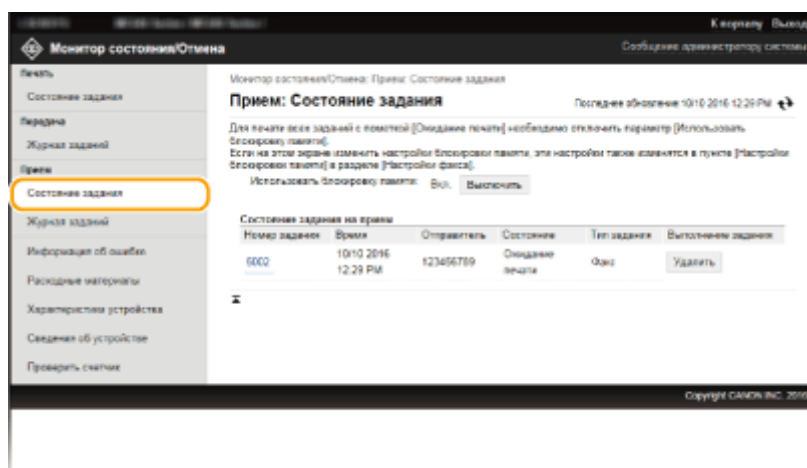 К порталу Выход
Монитор состояния/Отмена
Сообщение администратору системы
Печать
Состояние задания
Передача
Журнал заданий
Прием
Состояние задания
Журнал заданий
Информация об ошибке
Расходные материалы
Характеристики устройства
Сведения об устройстве
Проверить счетчик
Монитор состояния/Отмена: Прием: Состояние задания
Прием: Состояние задания
Последнее обновление: 10/10 2016 12:29 PM
Для печати всех заданий с пометкой [Ожидание печати] необходимо отключить параметр [Использовать
блокировку памяти].
Если на этом экране изменить настройки блокировки памяти, эти настройки также изменятся в пункте [Настройки
блокировки памяти] в разделе [Настройки факса].
Использовать блокировку памяти: Вкл. Выключить
Состояние задания на прием
Номер задания Время Отправитель Состояние Тип задания Выполнение задания
5002 10/10 2016 12:29 PM 123456789 Ожидание печати Факс Удалить
Copyright CANON INC. 2016